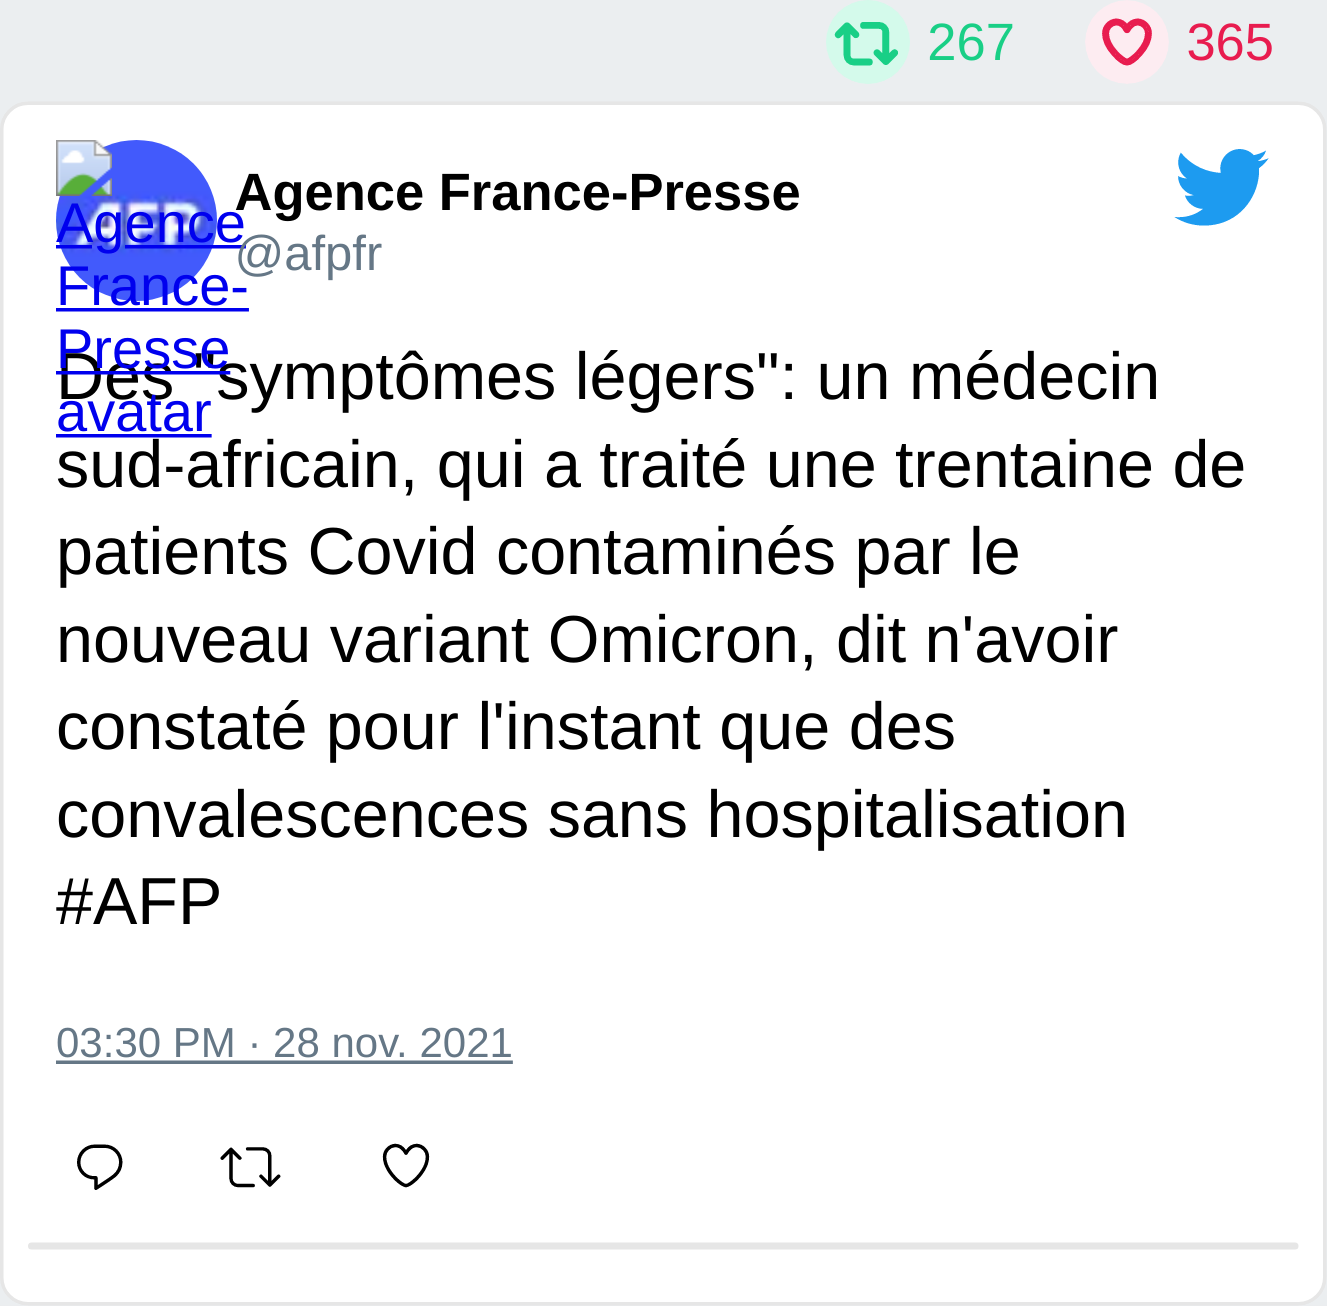 267 365
Agence France-Presse
@afpfr
Agence
France-
Presse
avatar
Des "symptômes légers": un médecin
sud-africain, qui a traité une trentaine de
patients Covid contaminés par le
nouveau variant Omicron, dit n'avoir
constaté pour l'instant que des
convalescences sans hospitalisation
#AFP
03:30 PM · 28 nov. 2021